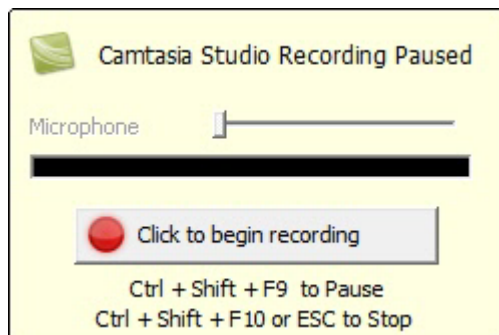 Camtasia Studio Recording Paused
Microphone
Click to begin recording
Ctrl + Shift + F9 to Pause
Ctrl + Shift + F10 or ESC to Stop